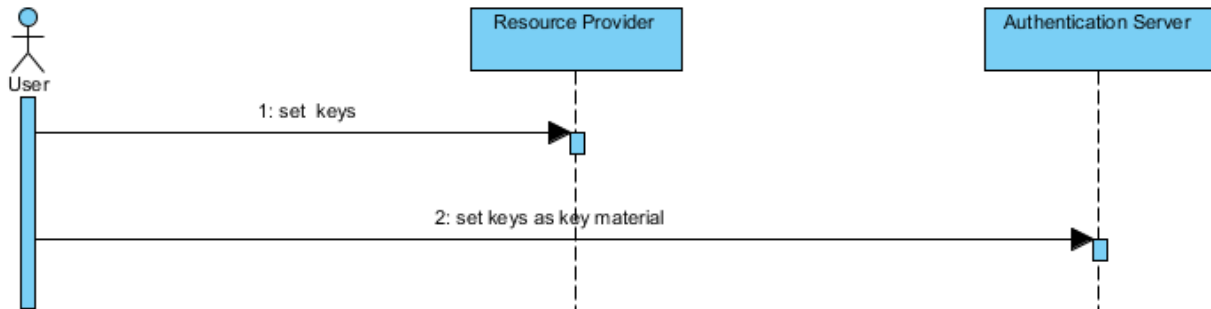 Resource Provider
Authentication Server
User
1: set keys
2: set keys as key material